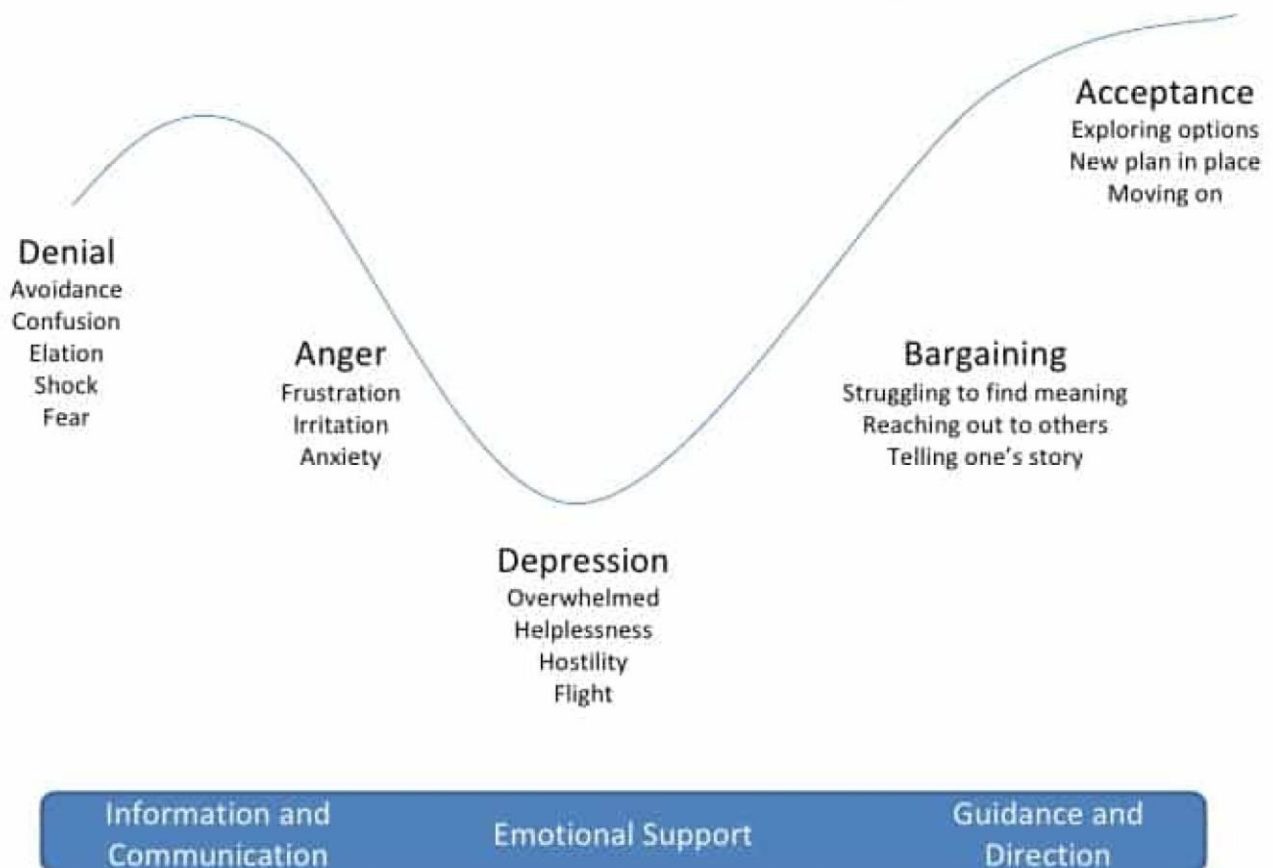 Denial
Avoidance
Confusion
Elation
Shock
Fear
Anger
Frustration
Irritation
Anxiety
Depression
Overwhelmed
Helplessness
Hostility
Flight
Bargaining
Struggling to find meaning
Reaching out to others
Telling one's story
Acceptance
Exploring options
New plan in place
Moving on
Information and
Communication
Emotional Support
Guidance and
Direction